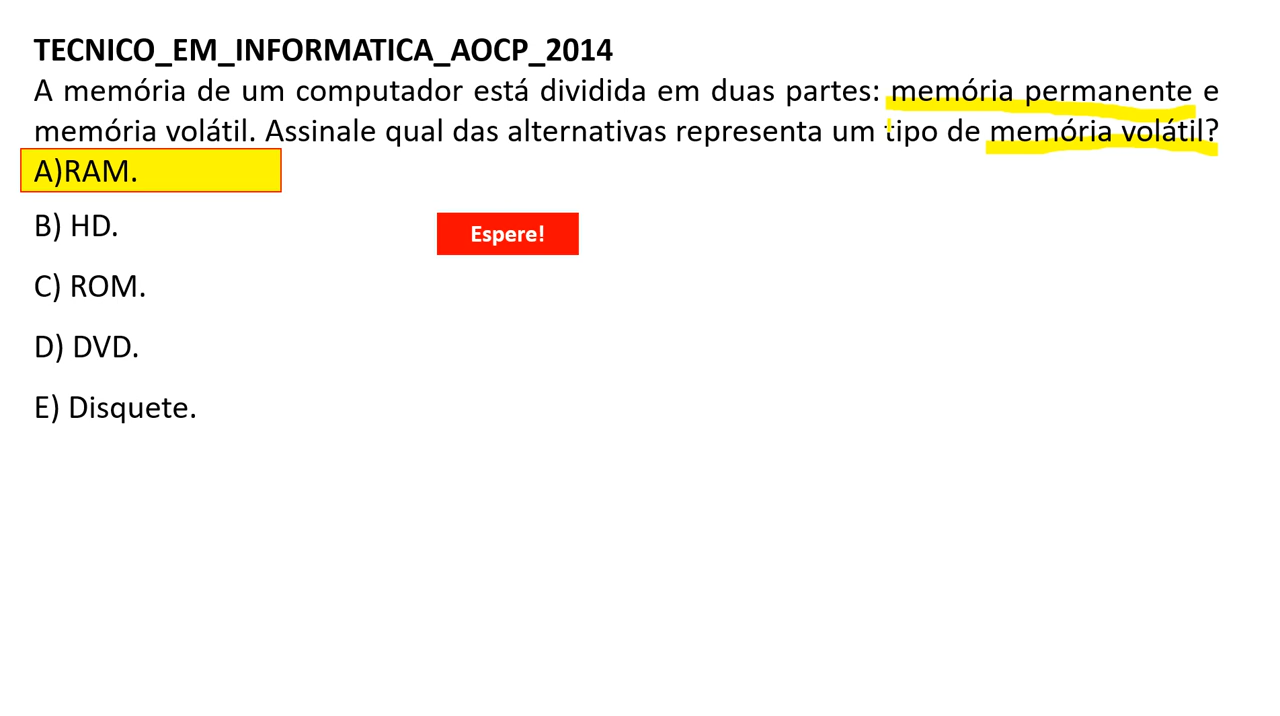 TECNICO_EM_INFORMATICA_AOCP_2014
A memória de um computador está dividida em duas partes: memória permanente e
memória volátil. Assinale qual das alternativas representa um tipo de memória volátil?
A)RAM.
B) HD.
Espere!
C) ROM.
D) DVD.
E) Disquete.